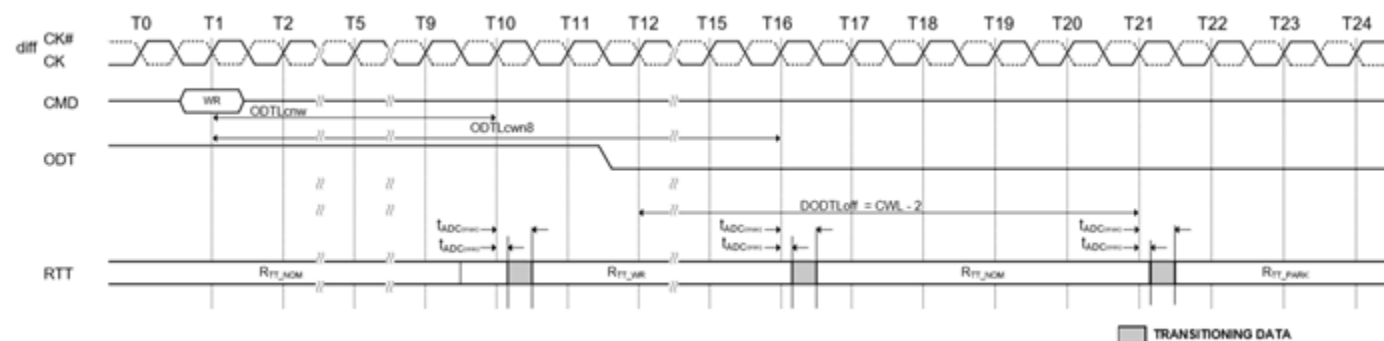 T0 T1 T2 T5 T9 T10 T11 T12 T15 T16 T17 T18 T19 T20 T21 T22 T23 T24
diff CK#
CK
CMD WR
ODTLcnw
ODTLcwn8
ODT
DODTLoff = CWL - 2
tADC(max) tADC(max) tADC(max)
tADC(min) tADC(min) tADC(min)
RTT RTT_NOM RTT_WR RTT_NOM RTT_PARK
TRANSITIONING DATA